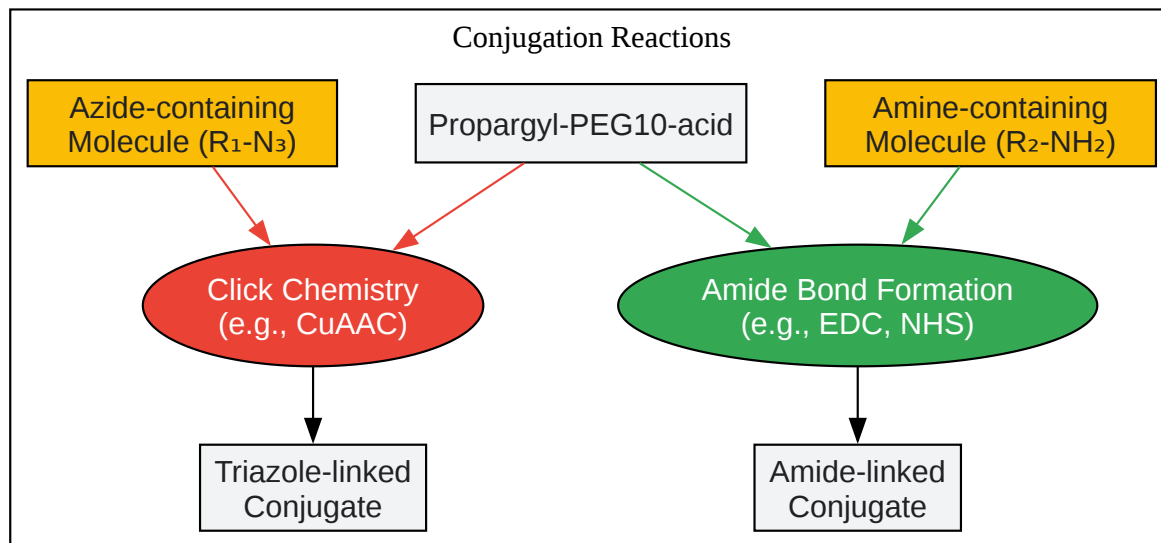 Conjugation Reactions
Azide-containing
Molecule (R₁-N₃)
Propargyl-PEG10-acid
Amine-containing
Molecule (R₂-NH₂)
Click Chemistry
(e.g., CuAAC)
Amide Bond Formation
(e.g., EDC, NHS)
Triazole-linked
Conjugate
Amide-linked
Conjugate